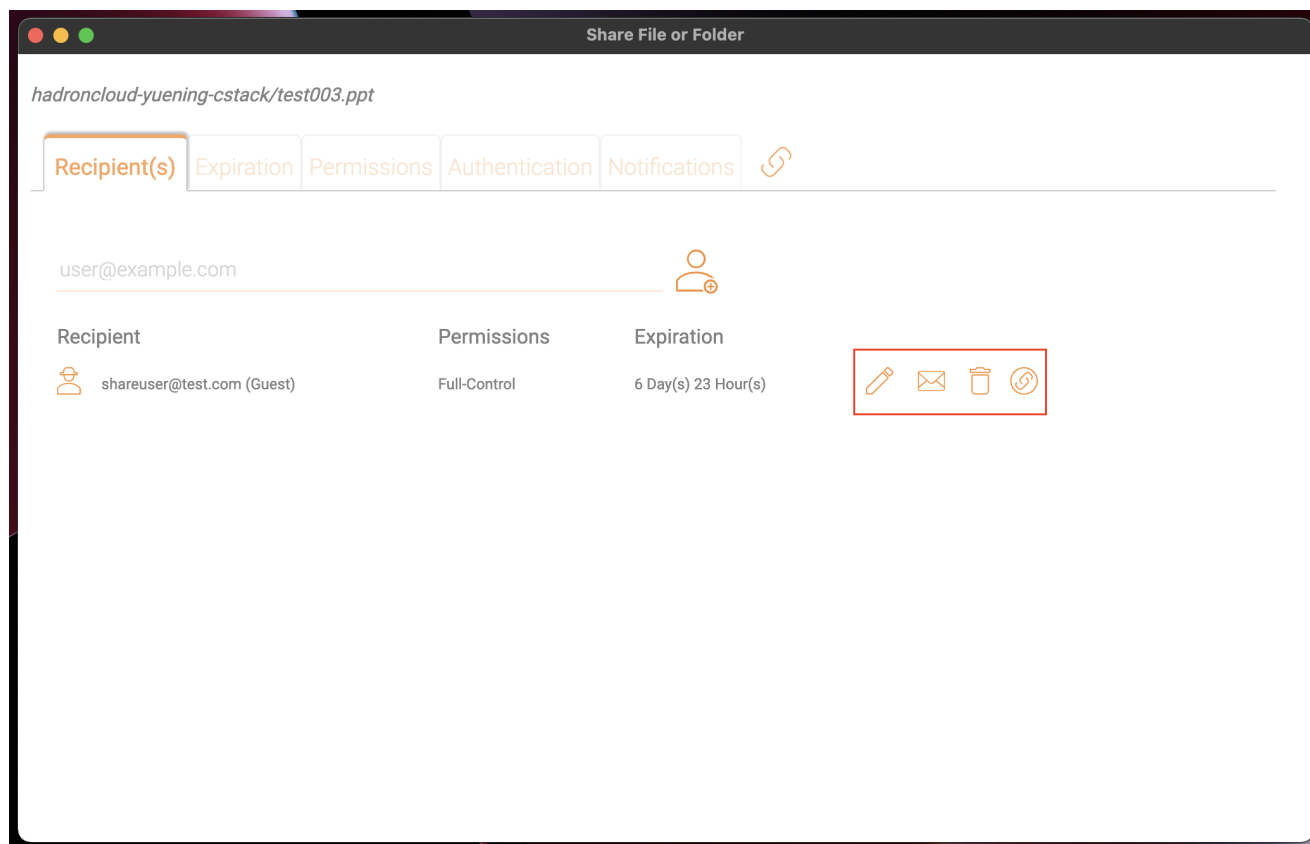 Share File or Folder
hadroncloud-yuening-cstack/test003.ppt
Recipient(s) Expiration Permissions Authentication Notifications
user@example.com
Recipient Permissions Expiration
shareuser@test.com (Guest) Full-Control 6 Day(s) 23 Hour(s)